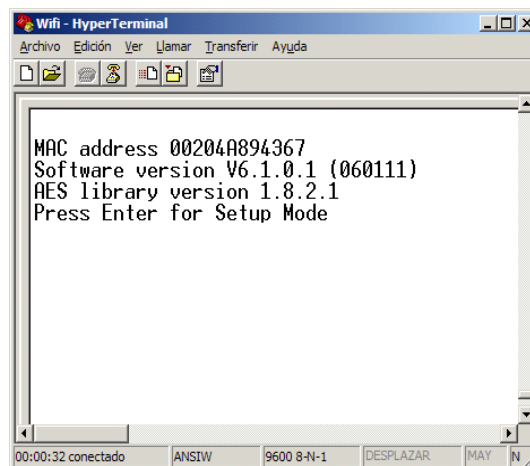 Wifi - HyperTerminal
Archivo Edición Ver Llamar Transferir Ayuda
MAC address 00204A894367
Software version V6.1.0.1 (060111)
AES library version 1.8.2.1
Press Enter for Setup Mode
00:00:32 conectado ANSIW 9600 8-N-1 DESPLAZAR MAY N